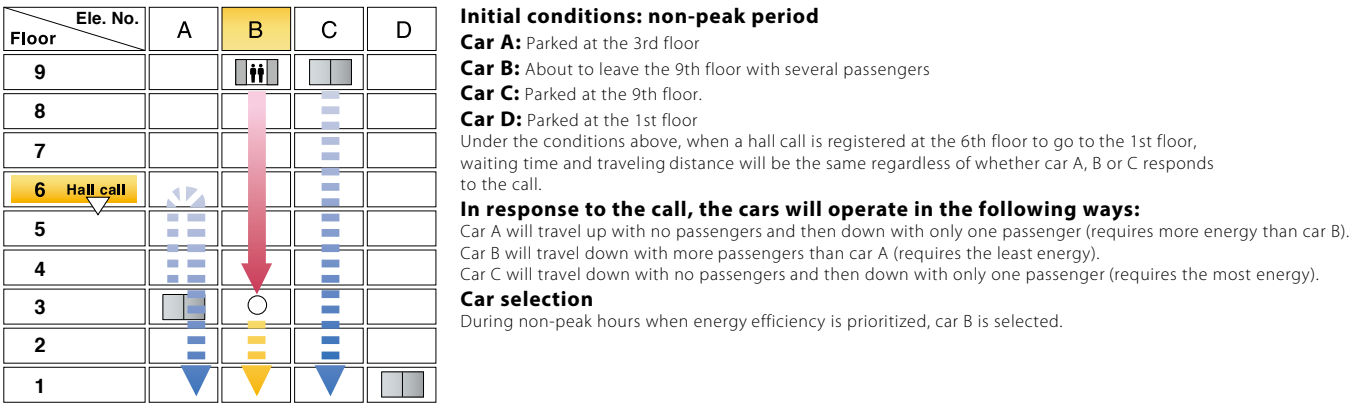 Ele. No.
Floor
A B C D
9
8
7
6 Hall call
5
4
3
2
1
Initial conditions: non-peak period
Car A: Parked at the 3rd floor
Car B: About to leave the 9th floor with several passengers
Car C: Parked at the 9th floor.
Car D: Parked at the 1st floor
Under the conditions above, when a hall call is registered at the 6th floor to go to the 1st floor,
waiting time and traveling distance will be the same regardless of whether car A, B or C responds
to the call.
In response to the call, the cars will operate in the following ways:
Car A will travel up with no passengers and then down with only one passenger (requires more energy than car B).
Car B will travel down with more passengers than car A (requires the least energy).
Car C will travel down with no passengers and then down with only one passenger (requires the most energy).
Car selection
During non-peak hours when energy efficiency is prioritized, car B is selected.